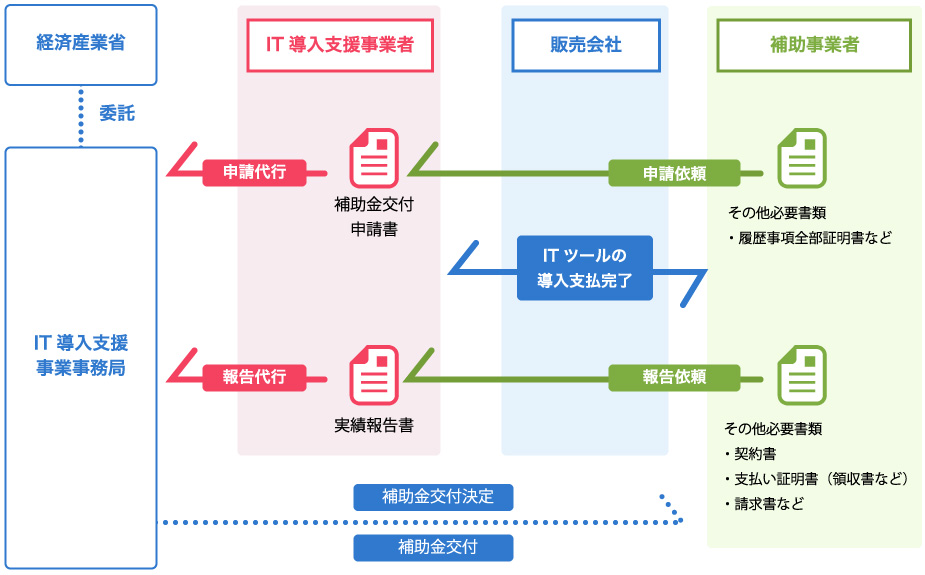 経済産業省
委託
IT 導入支援
事業事務局
IT 導入支援事業者
販売会社
補助事業者
申請代行
補助金交付
申請書
申請依頼
その他必要書類
・履歴事項全部証明書など
IT ツールの
導入支払完了
報告代行
実績報告書
報告依頼
その他必要書類
・契約書
・支払い証明書（領収書など）
・請求書など
補助金交付決定
補助金交付